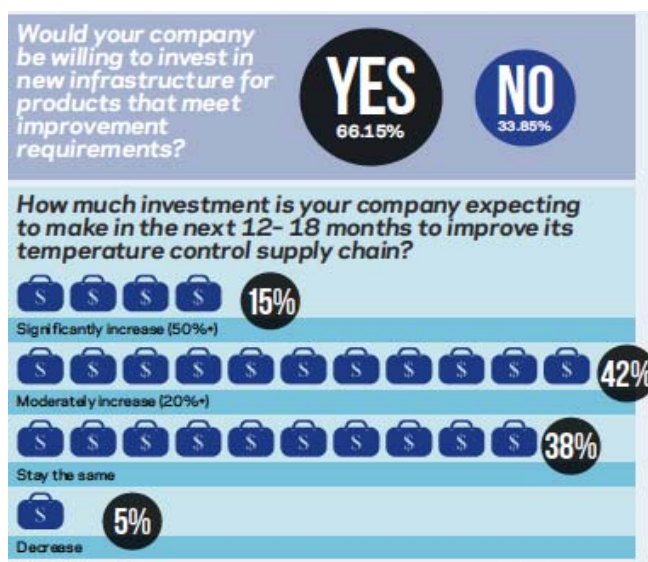 Would your company
be willing to invest in
new infrastructure for
products that meet
improvement
requirements?
YES
66.15%
NO
33.85%
How much investment is your company expecting
to make in the next 12- 18 months to improve its
temperature control supply chain?
$ $ $ $
15%
Significantly increase (50%+)
$ $ $ $ $ $ $ $ $ $ $
42%
Moderately increase (20%+)
$ $ $ $ $ $ $ $ $ $
38%
Stay the same
$
5%
Decrease